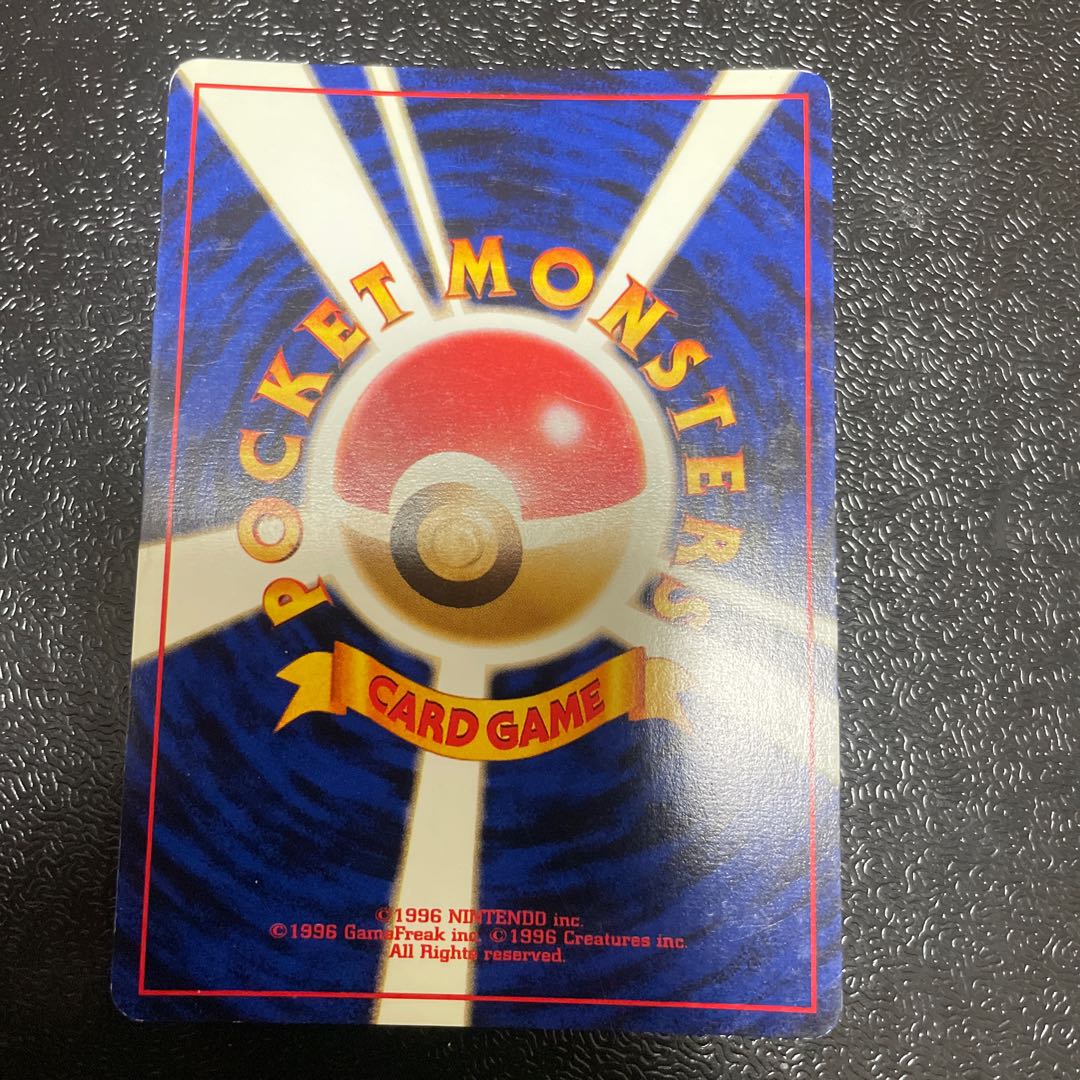 POCKET MONSTERS
CARD GAME
©1996 NINTENDO inc.
©1996 GameFreak inc. ©1996 Creatures inc.
All Rights reserved.